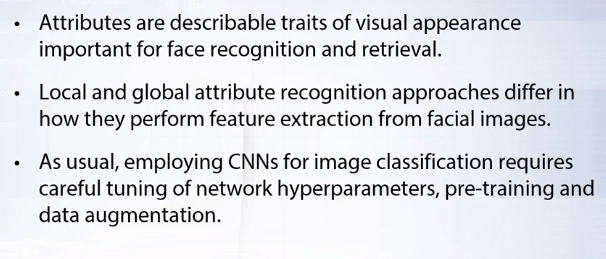 • Attributes are describable traits of visual appearance
important for face recognition and retrieval.
• Local and global attribute recognition approaches differ in
how they perform feature extraction from facial images.
• As usual, employing CNNs for image classification requires
careful tuning of network hyperparameters, pre-training and
data augmentation.